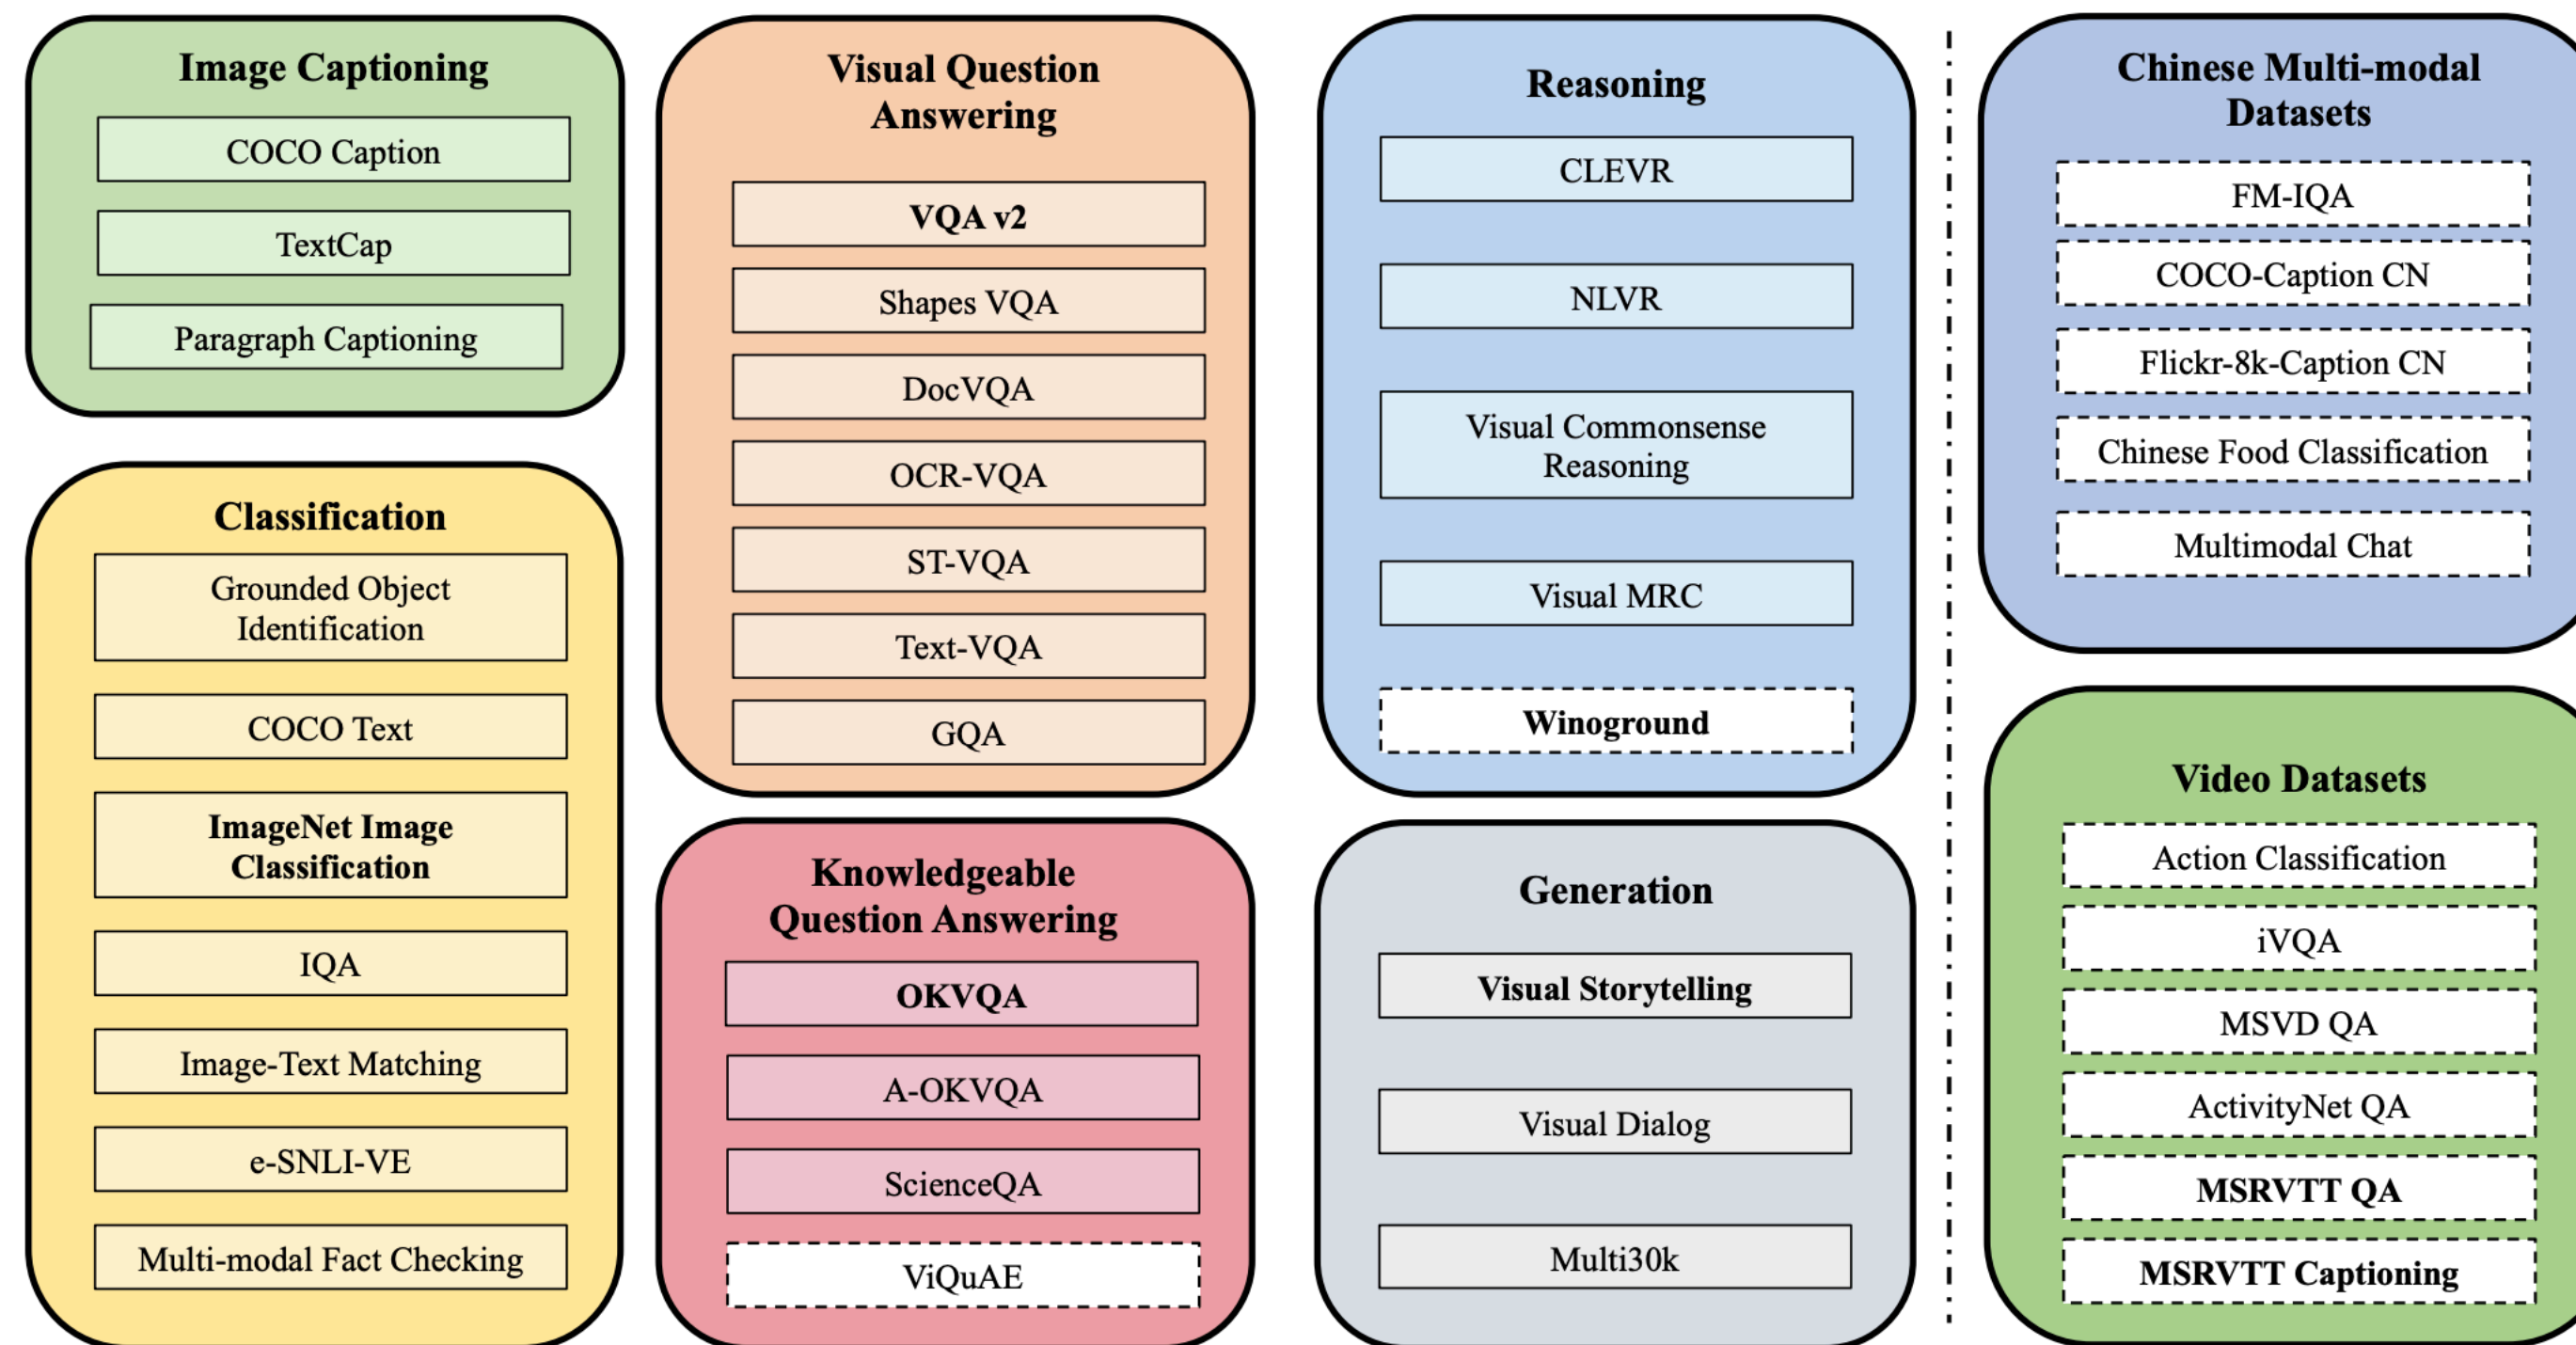 Image Captioning
COCO Caption
TextCap
Paragraph Captioning
Classification
Grounded Object
Identification
COCO Text
ImageNet Image
Classification
IQA
Image-Text Matching
e-SNLI-VE
Multi-modal Fact Checking
Visual Question
Answering
VQA v2
Shapes VQA
DocVQA
OCR-VQA
ST-VQA
Text-VQA
GQA
Knowledgeable
Question Answering
OKVQA
A-OKVQA
ScienceQA
ViQuAE
Reasoning
CLEVR
NLVR
Visual Commonsense
Reasoning
Visual MRC
Winoground
Generation
Visual Storytelling
Visual Dialog
Multi30k
Chinese Multi-modal
Datasets
FM-IQA
COCO-Caption CN
Flickr-8k-Caption CN
Chinese Food Classification
Multimodal Chat
Video Datasets
Action Classification
iVQA
MSVD QA
ActivityNet QA
MSRVTT QA
MSRVTT Captioning